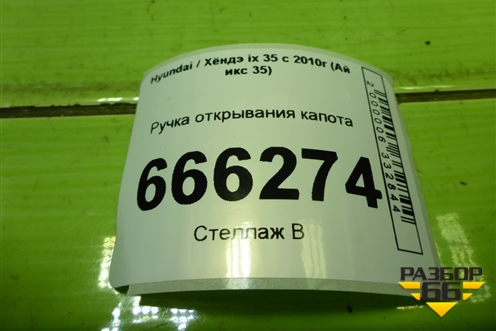 Hyundai / Хёндэ ix 35 с 2010г (Ай
икс 35)
Ручка открывания капота
666274
Стеллаж В
2000006332844
РАЗБОР
66